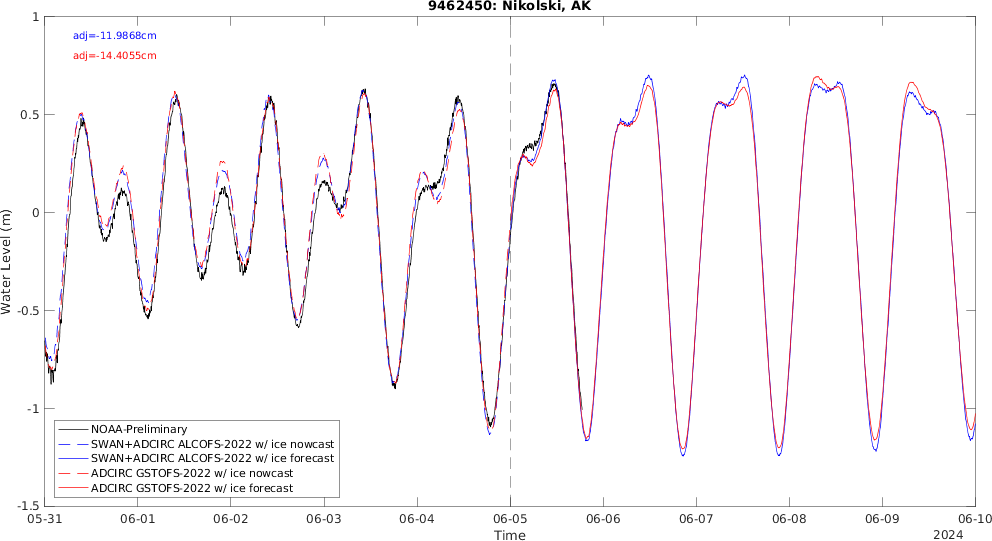 9462450: Nikolski, AK
adj=-11.9868cm
adj=-14.4055cm
Water Level (m)
1
0.5
0
-0.5
-1
-1.5
NOAA-Preliminary
SWAN+ADCIRC ALCOFS-2022 w/ ice nowcast
SWAN+ADCIRC ALCOFS-2022 w/ ice forecast
ADCIRC GSTOFS-2022 w/ ice nowcast
ADCIRC GSTOFS-2022 w/ ice forecast
05-31 06-01 06-02 06-03 06-04 06-05 06-06 06-07 06-08 06-09 06-10
Time
2024